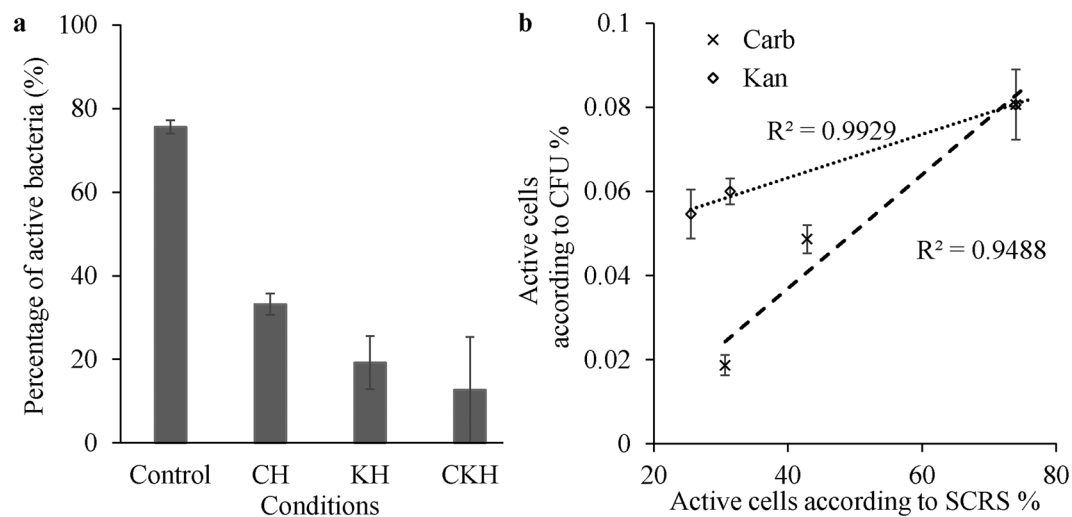 a
Percentage of active bacteria (%)
100
80
60
40
20
0
Control CH KH CKH
Conditions
b
Active cells
according to CFU %
0.1
0.08
0.06
0.04
0.02
0
Carb
Kan
R² = 0.9929
R² = 0.9488
20 40 60 80
Active cells according to SCRS %